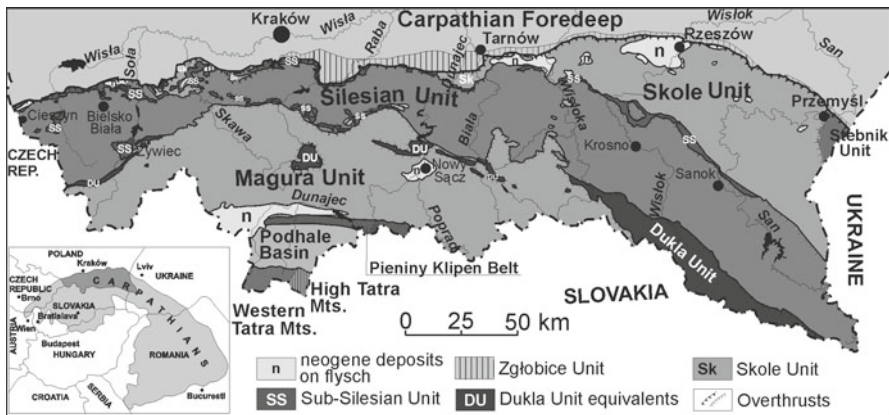 Kraków
Wisła
Carpathian Foredeep
Wisłok
Raba
Dunajec
Tarnów
Rzeszów
Wisła
Soła
San
n
n
Sk
SS
SS
SS
SS
SS
Silesian Unit
Skole Unit
Przemyśl
Cieszyn
SS
Bielsko
Biała
Skawa
SS
Biała
Wisłoka
Krosno
SS
Stebnik
Unit
CZECH
REP.
SS
Żywiec
DU
DU
DU
n
Nowy
Sącz
Sanok
Magura Unit
Dunajec
n
Poprad
Wisłok
San
UKRAINE
Podhale
Basin
Dukla Unit
Pieniny Klipen Belt
SLOVAKIA
High Tatra
Mts.
Western
Tatra Mts.
0 25 50 km
POLAND
Kraków
Lviv
UKRAINE
CZECH
REPUBLIC
Brno
CARPATHIANS
SLOVAKIA
Bratislava
Wien
AUSTRIA
Budapest
HUNGARY
ROMANIA
CROATIA
SERBIA
Bucuresti
n neogene deposits
on flysch
Zgłobice Unit
Sk Skole Unit
SS Sub-Silesian Unit
DU Dukla Unit equivalents
Overthrusts